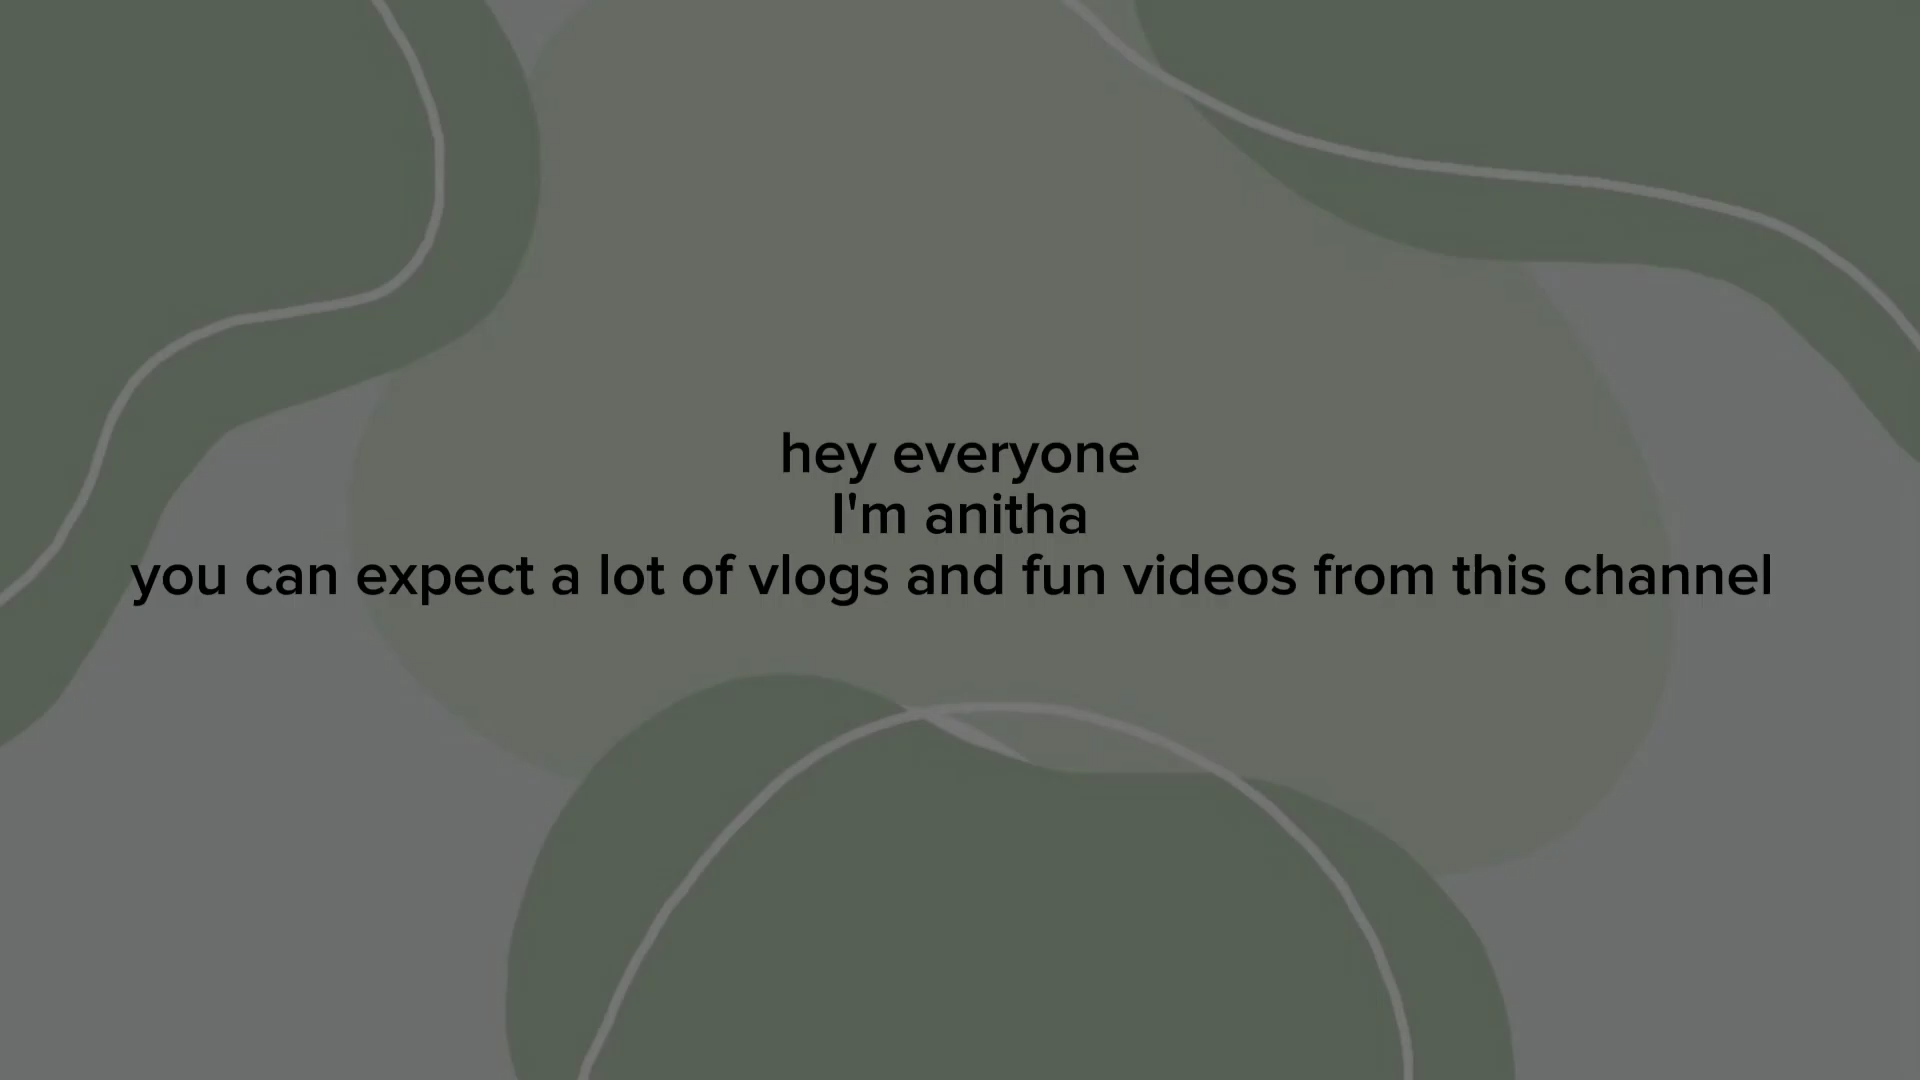 hey everyone
I'm anitha
you can expect a lot of vlogs and fun videos from this channel